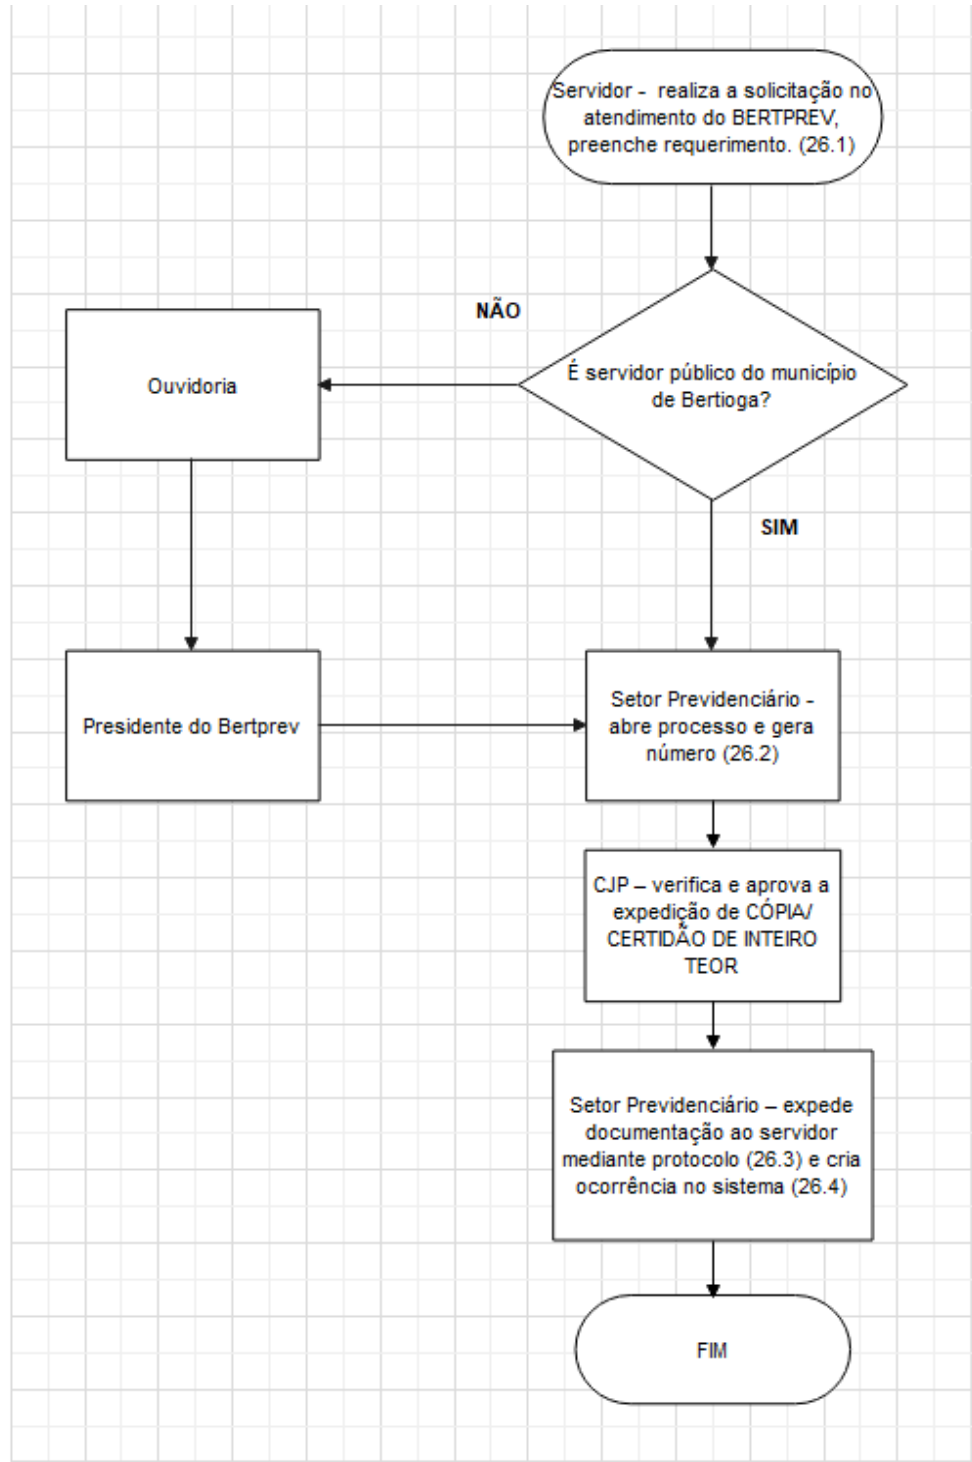 Servidor - realiza a solicitação no
atendimento do BERTPREV,
preenche requerimento. (26.1)
NÃO
É servidor público do município
de Bertioga?
Ouvidoria
SIM
Presidente do Bertprev
Setor Previdenciário -
abre processo e gera
número (26.2)
CJP – verifica e aprova a
expedição de CÓPIA/
CERTIDÃO DE INTEIRO
TEOR
Setor Previdenciário – expede
documentação ao servidor
mediante protocolo (26.3) e cria
ocorrência no sistema (26.4)
FIM